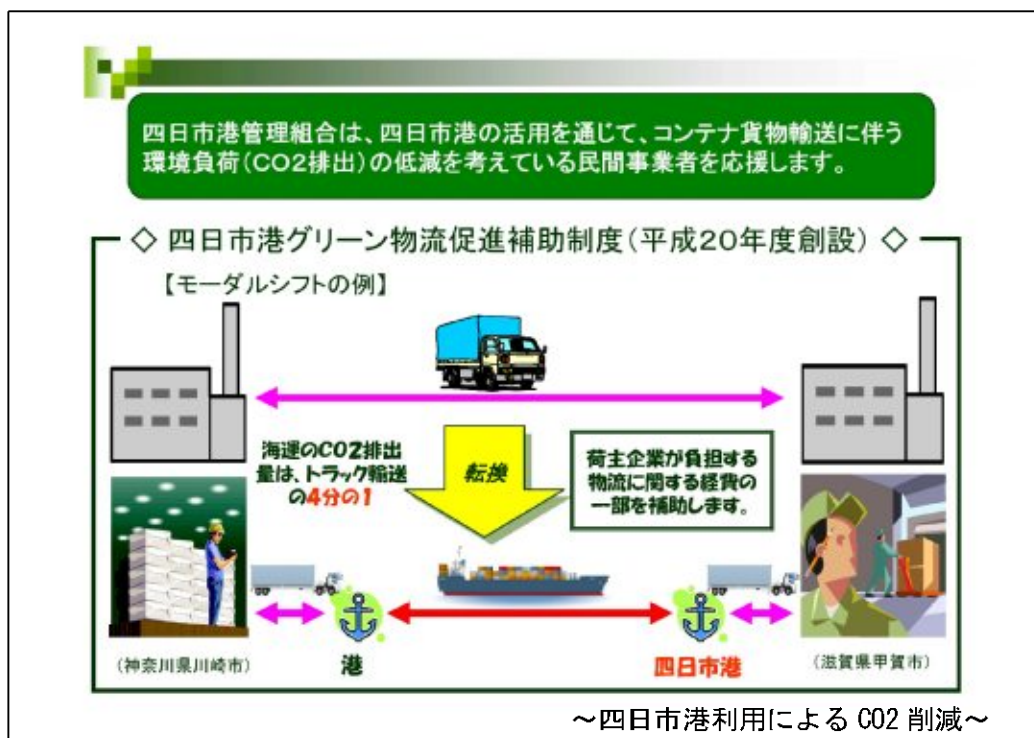 四日市港管理組合は、四日市港の活用を通じて、コンテナ貨物輸送に伴う
環境負荷(CO2排出)の低減を考えている民間事業者を応援します。
◇ 四日市港グリーン物流促進補助制度(平成20年度創設) ◇
【モーダルシフトの例】
海運のCO2排出
量は、トラック輸送
の4分の1
転換
荷主企業が負担する
物流に関する経費の
一部を補助します。
(神奈川県川崎市)
港
四日市港
(滋賀県甲賀市)
～四日市港利用による CO2 削減～